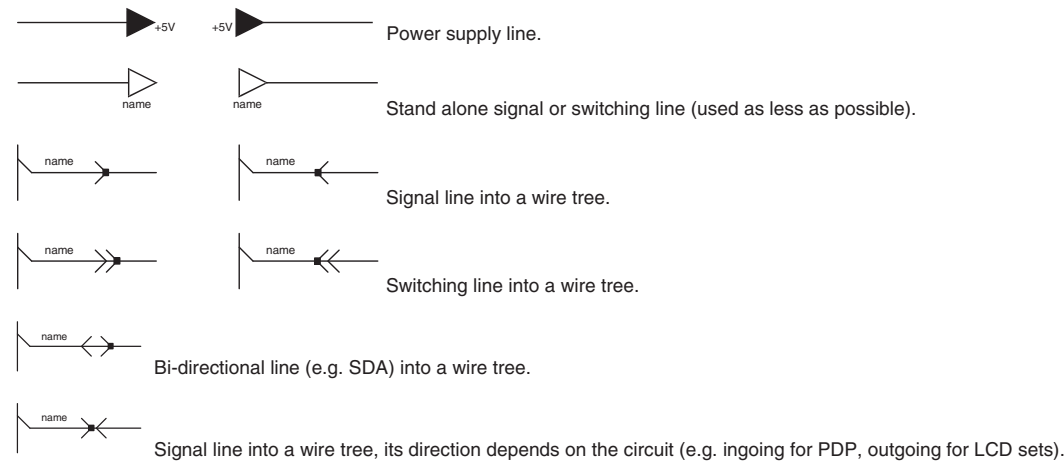 +5V +5V Power supply line.
name name Stand alone signal or switching line (used as less as possible).
name name Signal line into a wire tree.
name name Switching line into a wire tree.
name Bi-directional line (e.g. SDA) into a wire tree.
name Signal line into a wire tree, its direction depends on the circuit (e.g. ingoing for PDP, outgoing for LCD sets).